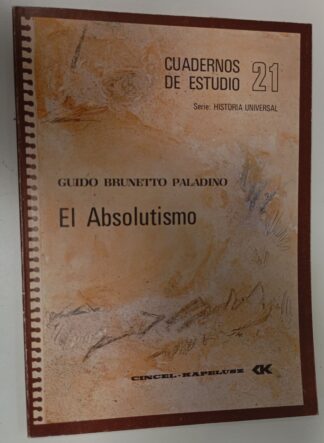 CUADERNOS
DE ESTUDIO 21
Serie: HISTORIA UNIVERSAL
GUIDO BRUNETTO PALADINO
El Absolutismo
CINCEL-KAPELUSZ CK